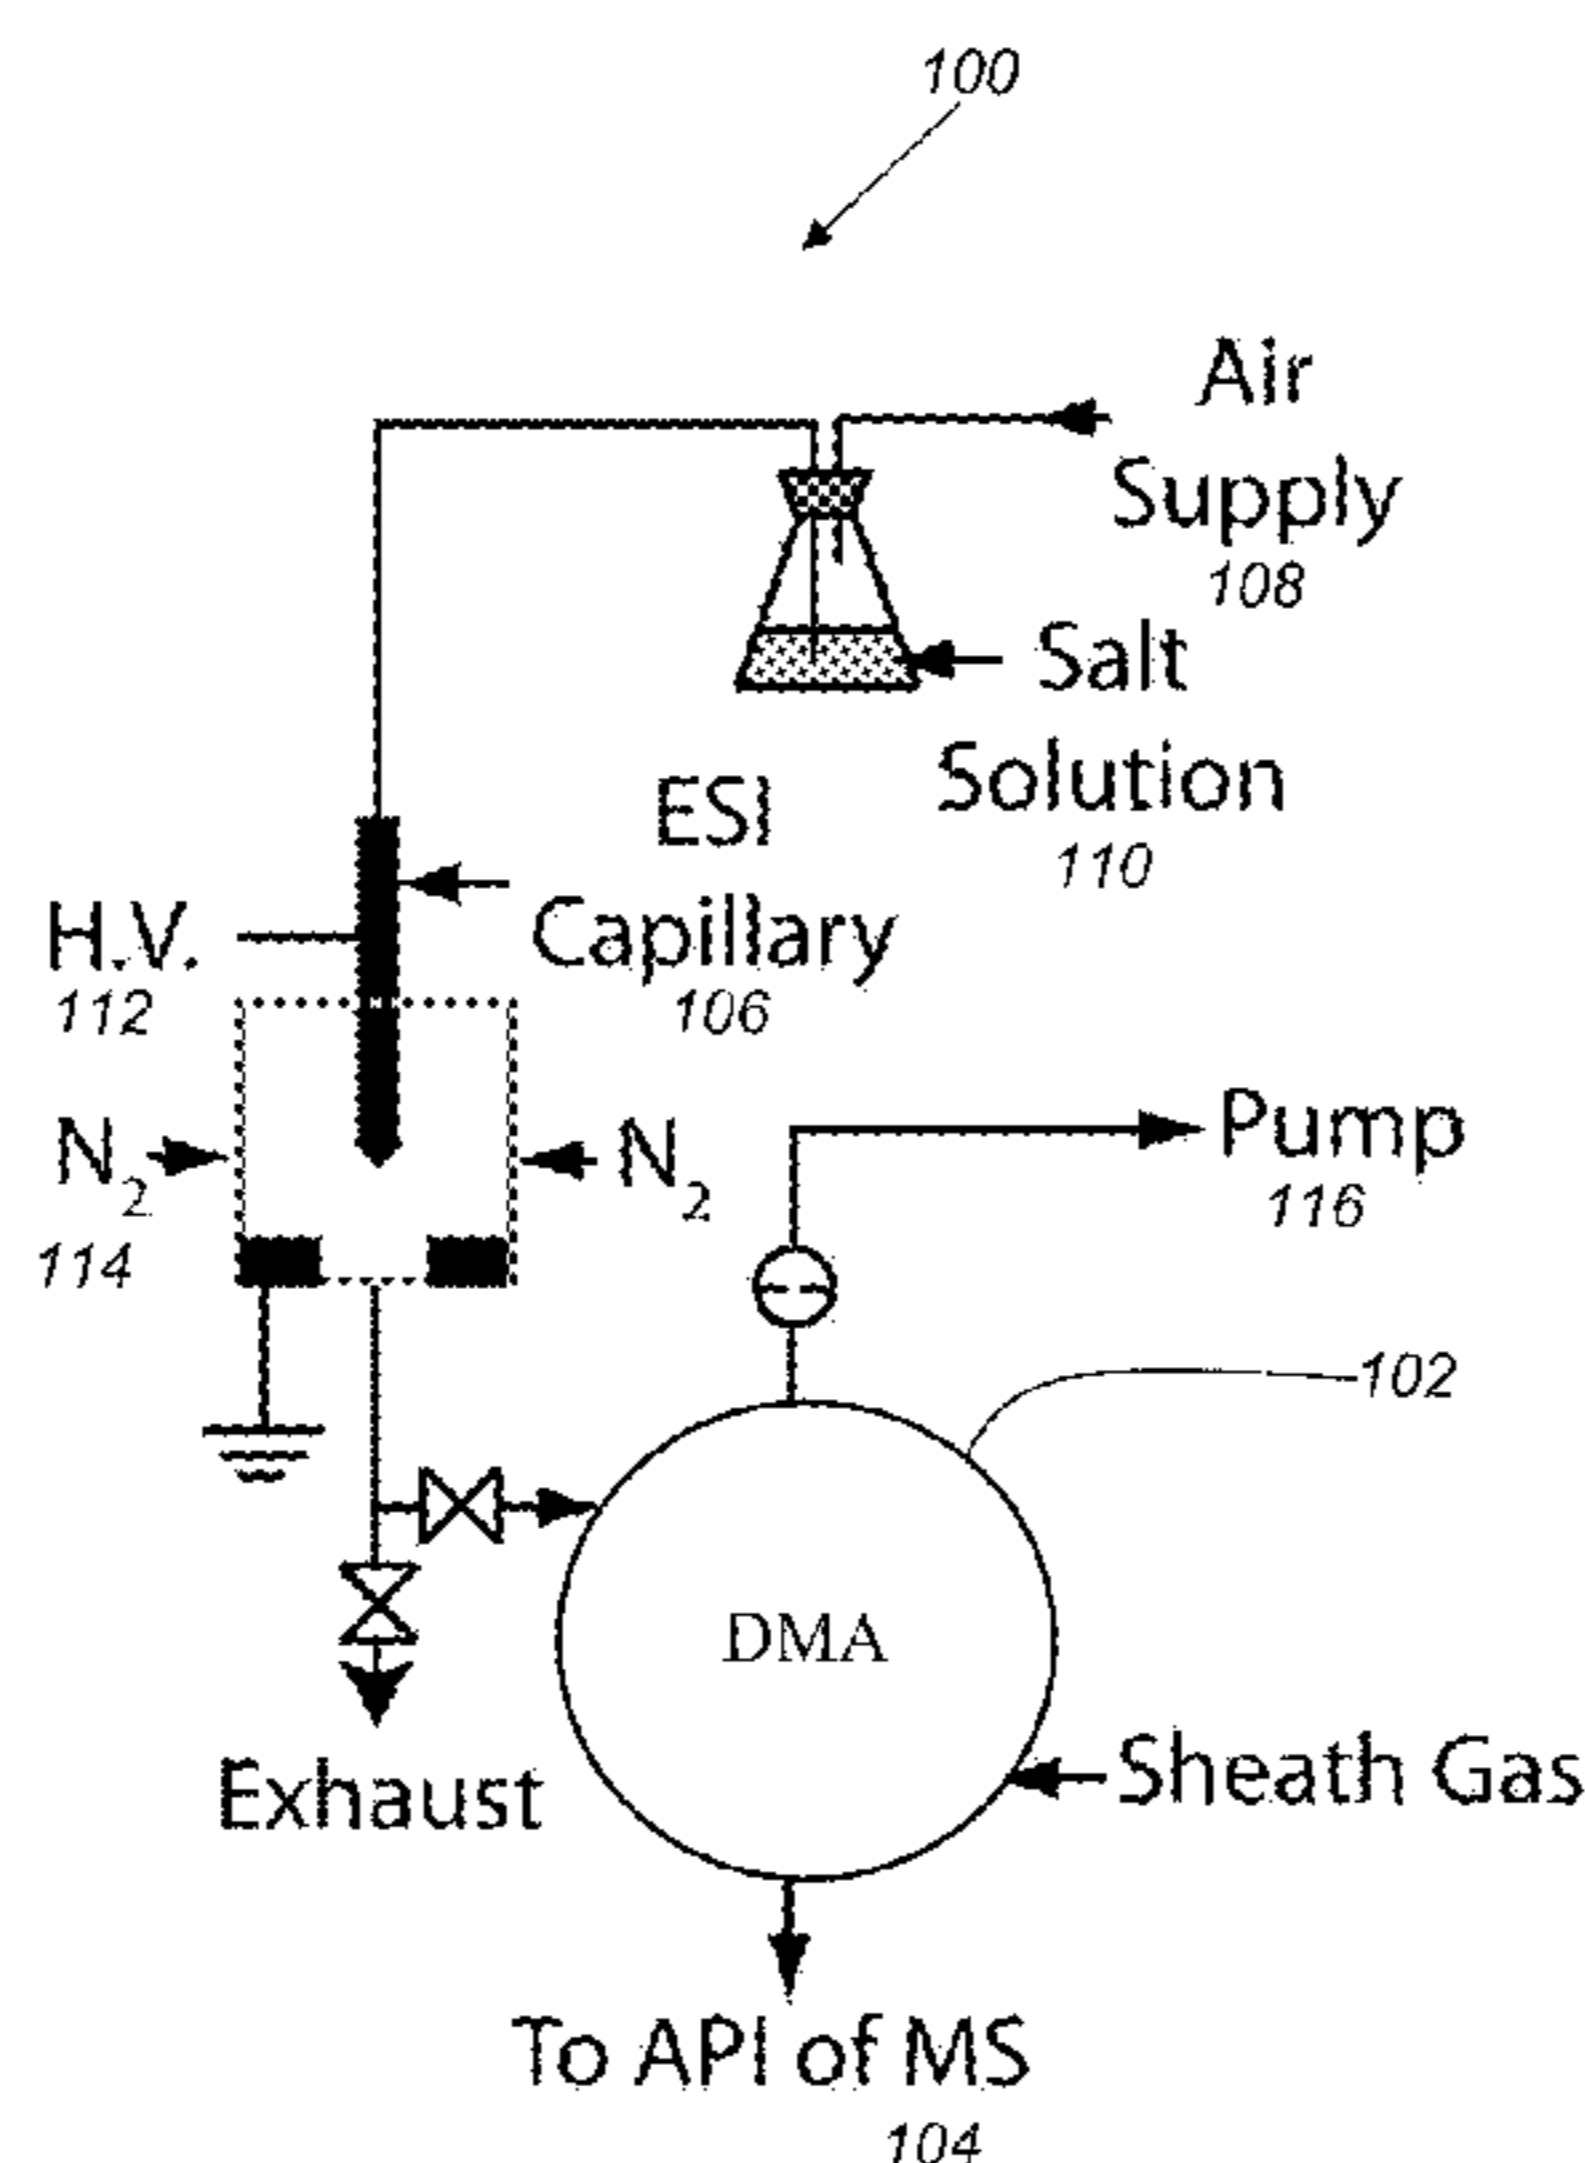 100
Air
Supply
108
Salt
Solution
110
ESI
Capillary
106
H.V.
112
N2
114
N2
Pump
116
102
DMA
Exhaust
Sheath Gas
To API of MS
104